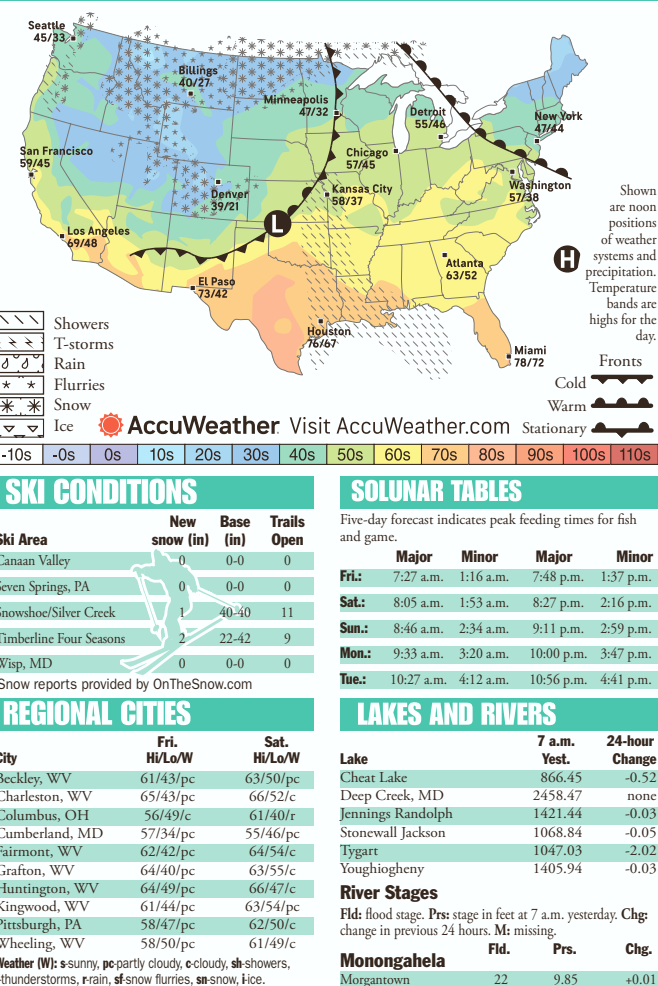 Seattle
45/33
Billings
40/27
Minneapolis
47/32
Detroit
55/46
New York
47/44
San Francisco
59/45
Chicago
57/45
Denver
39/21
Kansas City
58/37
Washington
57/38
Los Angeles
69/48
L
H
Atlanta
63/52
El Paso
73/42
Houston
76/67
Miami
78/72
Shown
are noon
positions
of weather
systems and
precipitation.
Temperature
bands are
highs for the
day.
Showers
T-storms
Rain
Flurries
Snow
Ice
Fronts
Cold
Warm
Stationary
AccuWeather Visit AccuWeather.com
-10s -0s 0s 10s 20s 30s 40s 50s 60s 70s 80s 90s 100s 110s
SKI CONDITIONS
New Base Trails
Ski Area snow (in) (in) Open
Canaan Valley 0 0-0 0
Seven Springs, PA 0 0-0 0
Snowshoe/Silver Creek 1 40-40 11
Timberline Four Seasons 2 22-42 9
Wisp, MD 0 0-0 0
Snow reports provided by OnTheSnow.com
REGIONAL CITIES
Fri. Sat.
City Hi/Lo/W Hi/Lo/W
Beckley, WV 61/43/pc 63/50/pc
Charleston, WV 65/43/pc 66/52/c
Columbus, OH 56/49/c 61/40/r
Cumberland, MD 57/34/pc 55/46/pc
Fairmont, WV 62/42/pc 64/54/c
Grafton, WV 64/40/pc 63/55/c
Huntington, WV 64/49/pc 66/47/c
Kingwood, WV 61/44/pc 63/54/pc
Pittsburgh, PA 58/47/pc 62/50/c
Wheeling, WV 58/50/pc 61/49/c
Weather (W): s-sunny, pc-partly cloudy, c-cloudy, sh-showers,
-thunderstorms, r-rain, sf-snow flurries, sn-snow, i-ice.
SOLUNAR TABLES
Five-day forecast indicates peak feeding times for fish
and game.
Major Minor Major Minor
Fri.: 7:27 a.m. 1:16 a.m. 7:48 p.m. 1:37 p.m.
Sat.: 8:05 a.m. 1:53 a.m. 8:27 p.m. 2:16 p.m.
Sun.: 8:46 a.m. 2:34 a.m. 9:11 p.m. 2:59 p.m.
Mon.: 9:33 a.m. 3:20 a.m. 10:00 p.m. 3:47 p.m.
Tue.: 10:27 a.m. 4:12 a.m. 10:56 p.m. 4:41 p.m.
LAKES AND RIVERS
7 a.m. 24-hour
Lake Yest. Change
Cheat Lake 866.45 -0.52
Deep Creek, MD 2458.47 none
Jennings Randolph 1421.44 -0.03
Stonewall Jackson 1068.84 -0.05
Tygart 1047.03 -2.02
Youghiogheny 1405.94 -0.03
River Stages
Fld: flood stage. Prs: stage in feet at 7 a.m. yesterday. Chg:
change in previous 24 hours. M: missing.
Fld. Prs. Chg.
Monongahela
Morgantown 22 9.85 +0.01